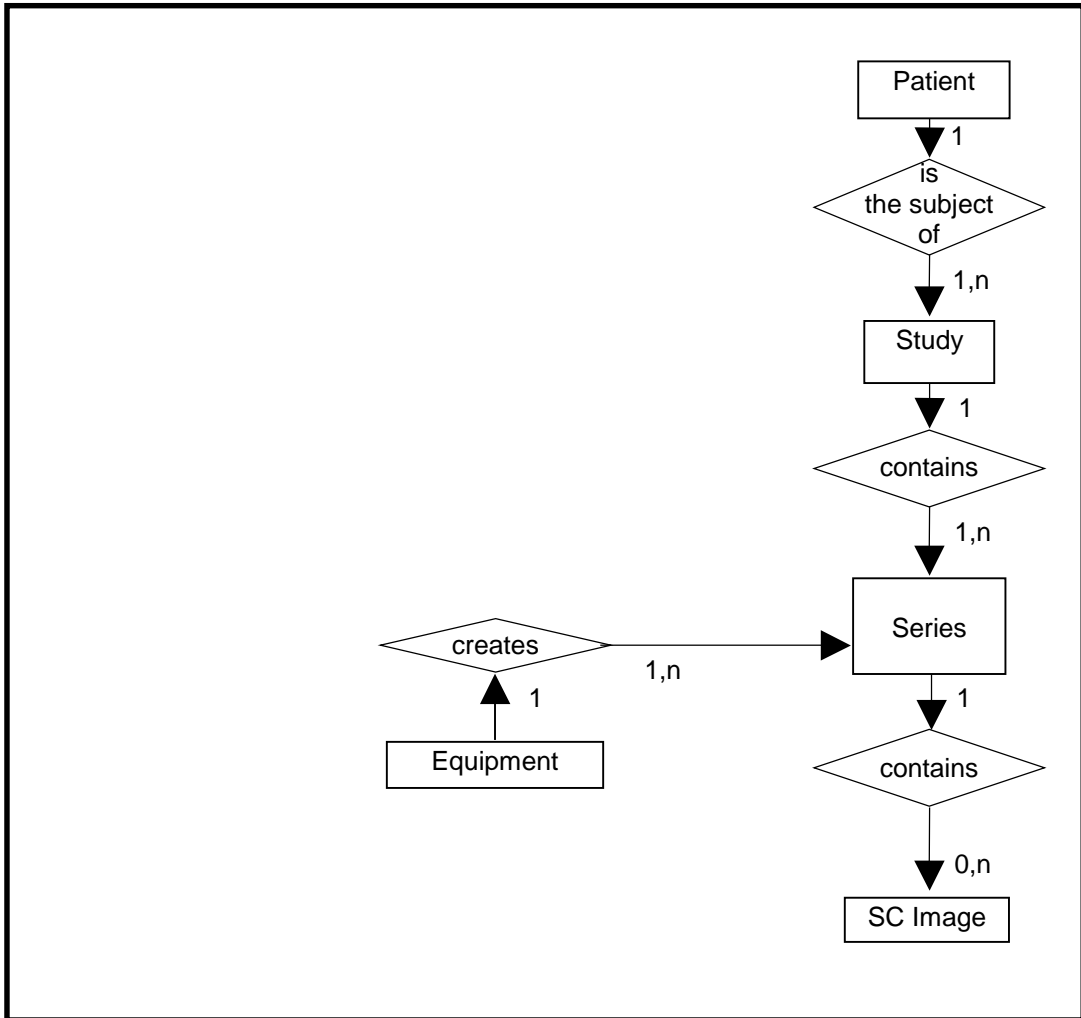 Patient
1
is
the subject
of
1,n
Study
1
contains
1,n
Series
creates
1,n
1
1
Equipment
contains
0,n
SC Image